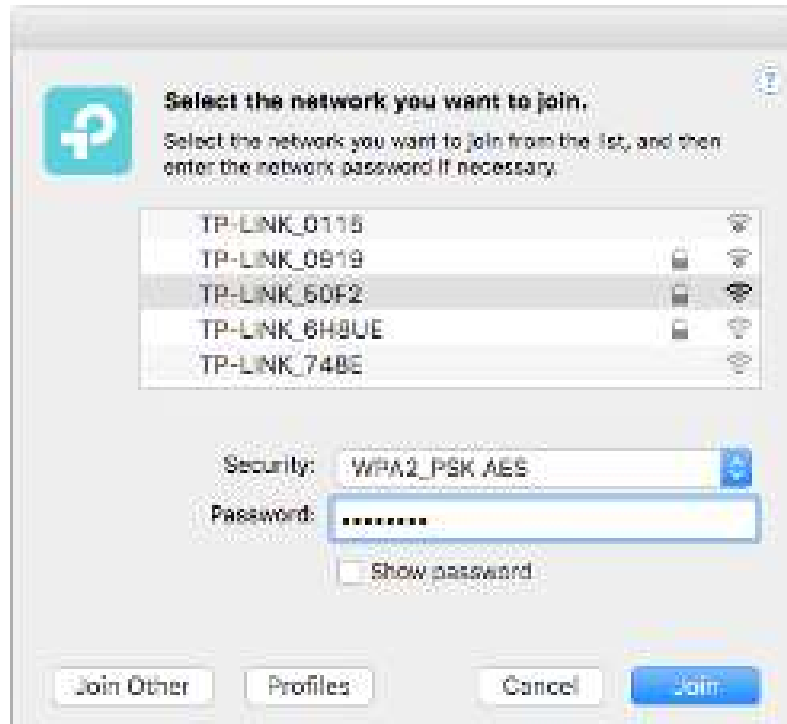 Select the network you want to join.
Select the network you want to join from the list, and then
enter the network password if necessary.
TP-LINK_0116
TP-LINK_0919
TP-LINK_50F2
TP-LINK_6H8UE
TP-LINK_74BE
Security: WPA2_PSK AES
Password: ••••••••
Show password
Join Other Profiles Cancel Join